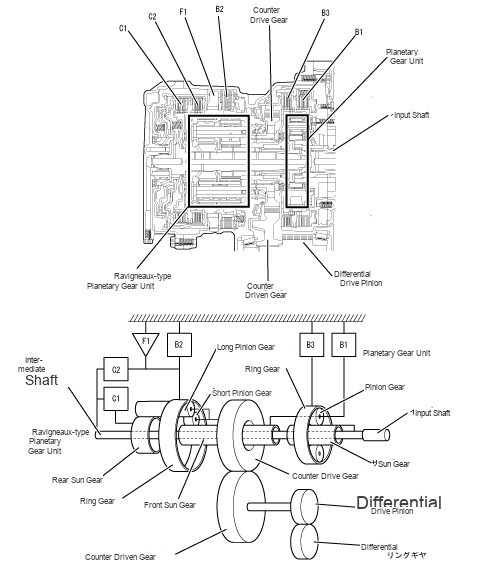 C1
C2
F1
B2
Counter
Drive Gear
B3
B1
Planetary
Gear Unit
Input Shaft
Ravigneaux-type
Planetary Gear Unit
Counter
Driven Gear
Differential
Drive Pinion
F1
B2
B3
B1
Long Pinion Gear
Planetary Gear Unit
Inter-
mediate
Shaft
C2
C1
Ring Gear
Short Pinion Gear
Pinion Gear
Input Shaft
Ravigneaux-type
Planetary
Gear Unit
Sun Gear
Rear Sun Gear
Counter Drive Gear
Ring Gear
Front Sun Gear
Differential
Drive Pinion
Counter Driven Gear
Differential
リングギヤ